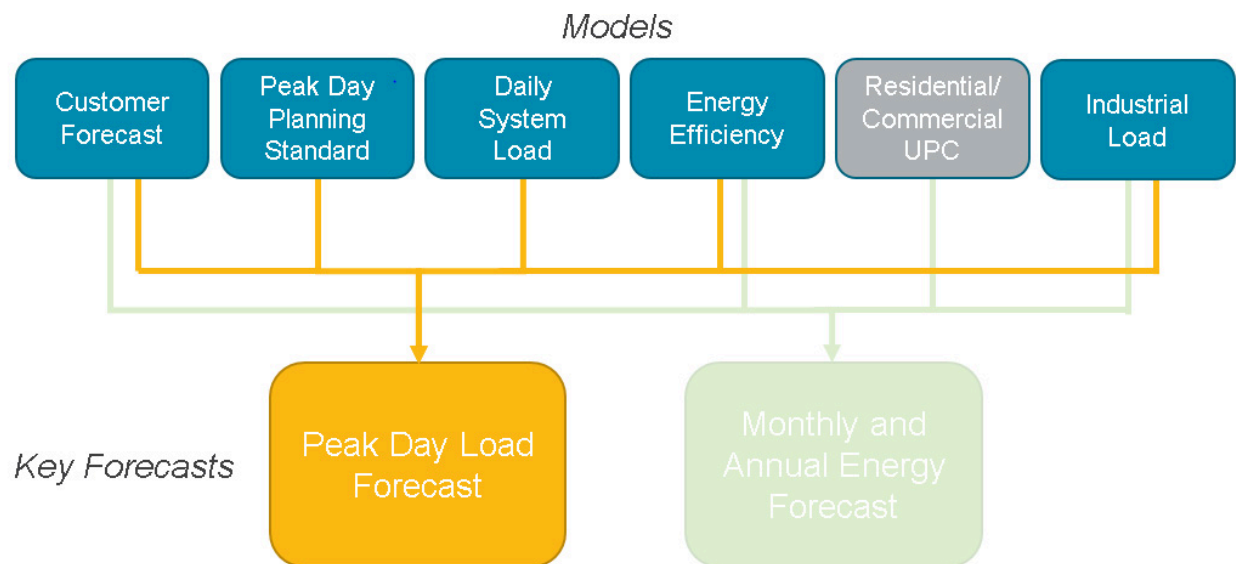 Models
Customer
Forecast
Peak Day
Planning
Standard
Daily
System
Load
Energy
Efficiency
Residential/
Commercial
UPC
Industrial
Load
Key Forecasts
Peak Day Load
Forecast
Monthly and
Annual Energy
Forecast